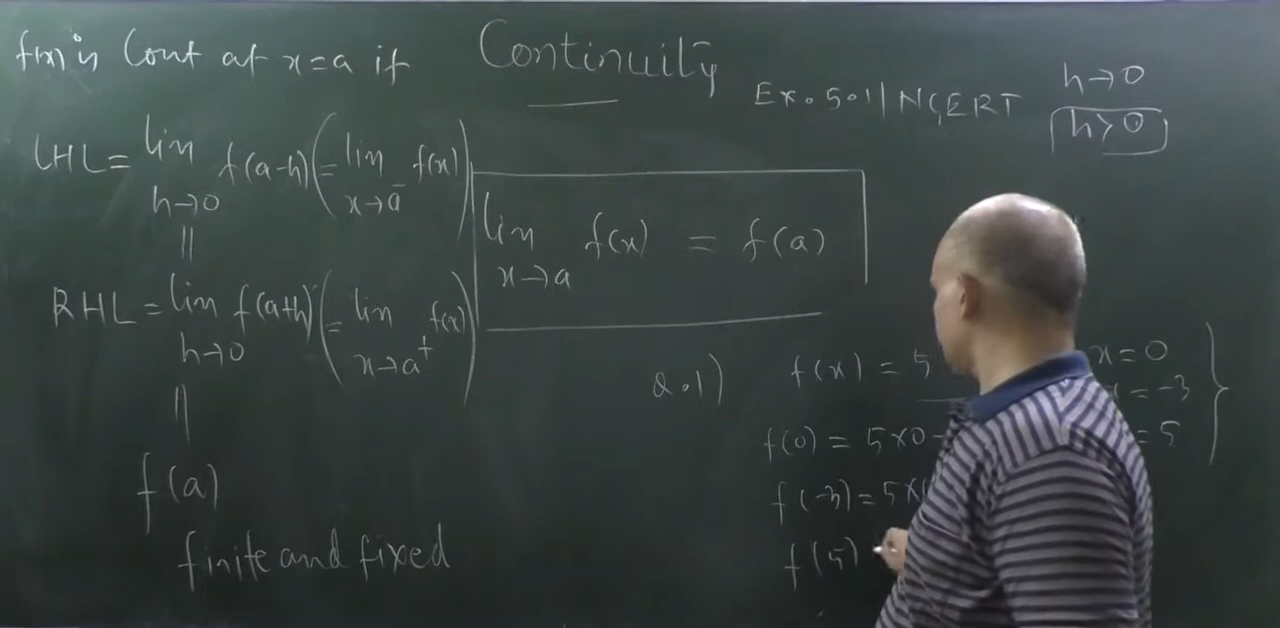 f(x) is Cont at x=a if
Continuity
Ex. 5.1 | NCERT
h→0
h>0
LHL = lim h→0 f(a-h) (= lim x→a⁻ f(x))
||
RHL = lim h→0 f(a+h) (= lim x→a⁺ f(x))
||
f(a)
finite and fixed
lim x→a f(x) = f(a)
Q.1) f(x) = 5 x=0
= -3
= 5
f(0) = 5×0
f(-3) = 5×
f(5)